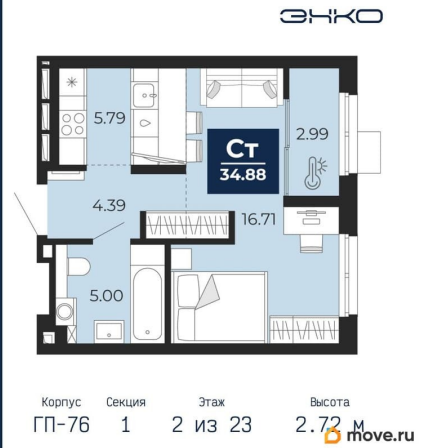 ЭНКО
5.79
Ст
34.88
2.99
4.39
16.71
5.00
Корпус Секция Этаж Высота
ГП-76 1 2 из 23 2.72 м
move.ru